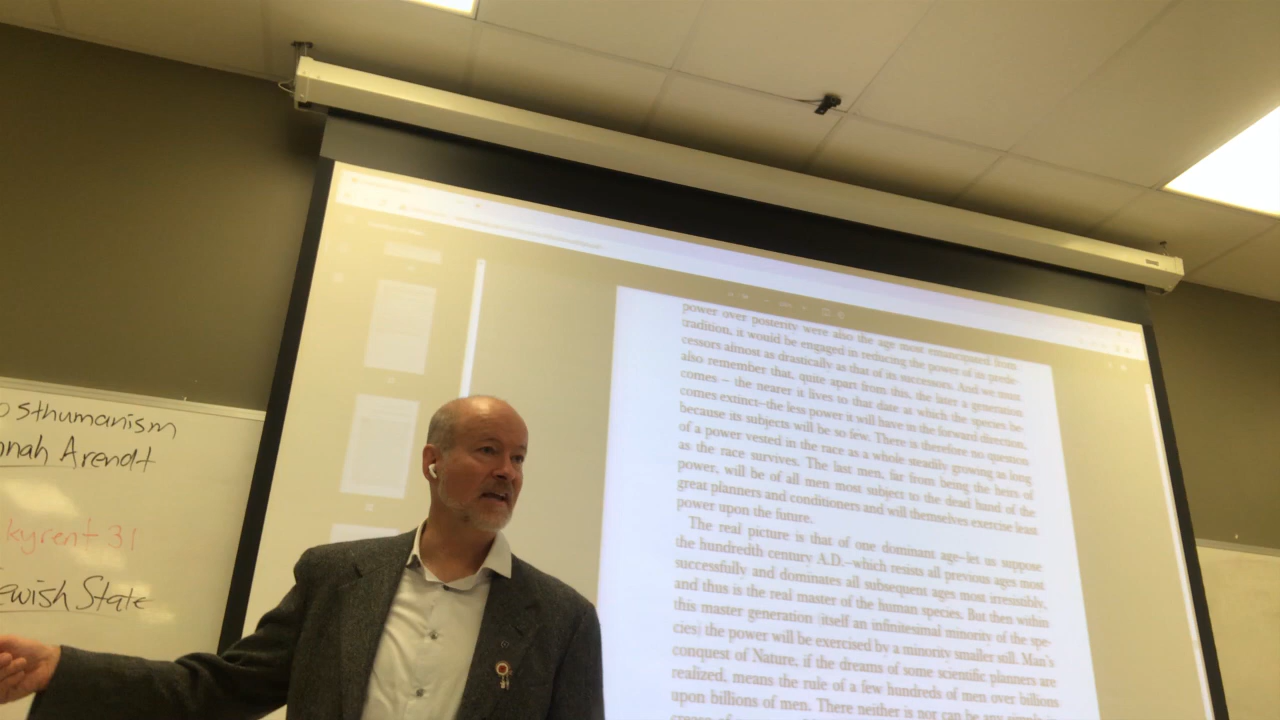 osthumanism
nnah Arendt
kyrent 31
ewish State
power over posterity were also the age most emancipated from
tradition, it would be engaged in reducing the power of its prede-
cessors almost as drastically as that of its successors. And we must
also remember that, quite apart from this, the later a generation
comes – the nearer it lives to that date at which the species be-
comes extinct–the less power it will have in the forward direction,
because its subjects will be so few. There is therefore no question
of a power vested in the race as a whole steadily growing as long
as the race survives. The last men, far from being the heirs of
power, will be of all men most subject to the dead hand of the
great planners and conditioners and will themselves exercise least
power upon the future.
The real picture is that of one dominant age–let us suppose
the hundredth century A.D.–which resists all previous ages most
successfully and dominates all subsequent ages most irresistibly,
and thus is the real master of the human species. But then within
this master generation itself an infinitesimal minority of the spe-
cies the power will be exercised by a minority smaller still. Man's
conquest of Nature, if the dreams of some scientific planners are
realized, means the rule of a few hundreds of men over billions
upon billions of men. There neither is nor can be any